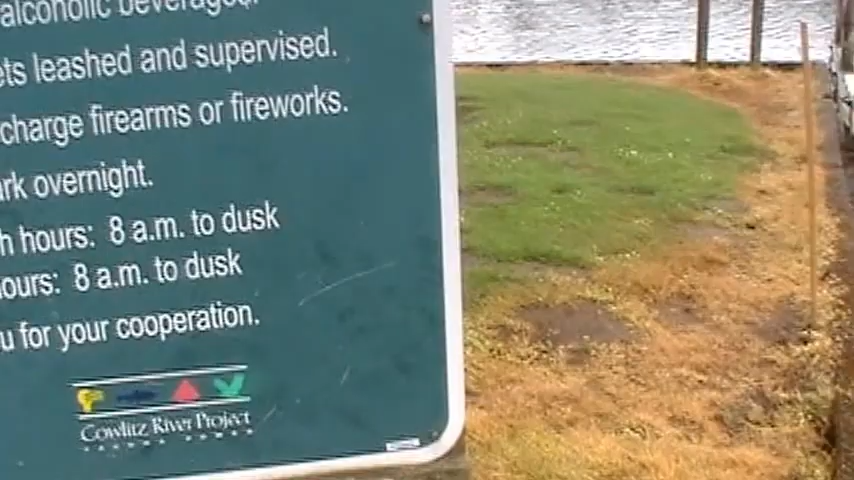 alcoholic beverages.
ets leashed and supervised.
charge firearms or fireworks.
rk overnight.
h hours: 8 a.m. to dusk
ours: 8 a.m. to dusk
u for your cooperation.
Cowlitz River Project